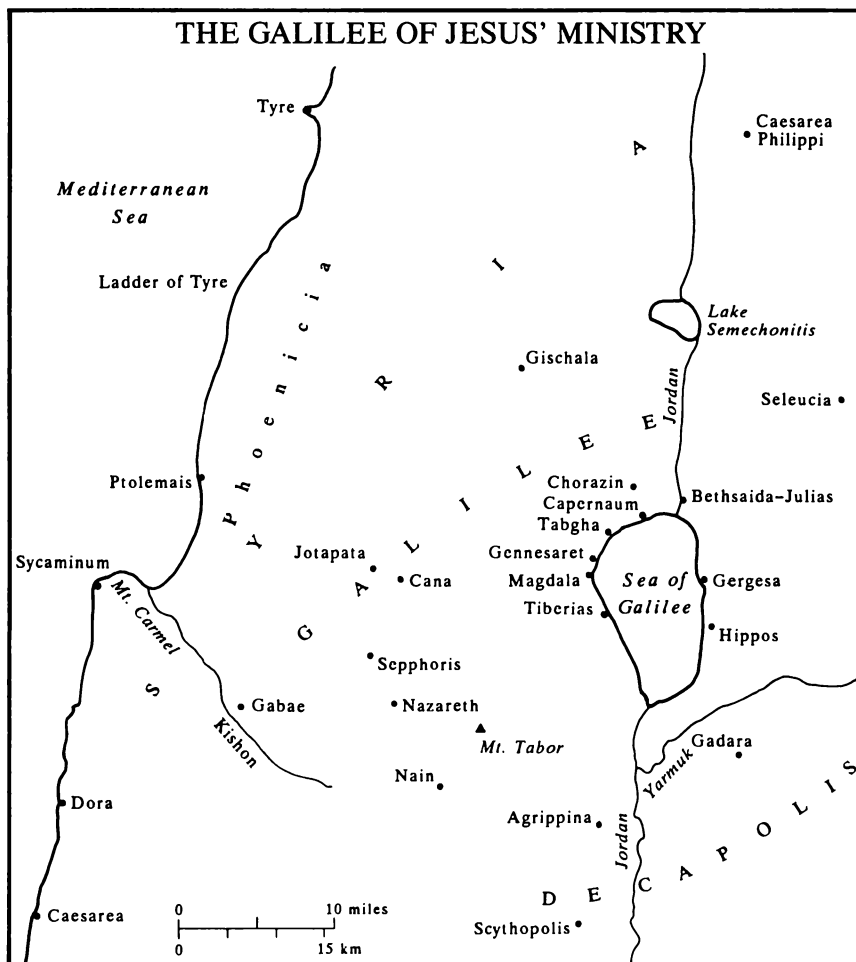 THE GALILEE OF JESUS' MINISTRY
Tyre
Caesarea
Philippi
Mediterranean
Sea
Ladder of Tyre
Phoenicia
SYRIA
Lake
Semechonitis
Gischala
Jordan
Seleucia
GALILEE
Ptolemais
Chorazin
Capernaum
Bethsaida-Julias
Tabgha
Jotapata
Gennesaret
Sycaminum
Cana
Magdala
Sea of
Galilee
Gergesa
Mt. Carmel
Tiberias
Hippos
Sepphoris
Gabae
Nazareth
Kishon
Mt. Tabor
Gadara
Yarmuk
Nain
Dora
Agrippina
Jordan
DECAPOLIS
Caesarea
0 10 miles
0 15 km
Scythopolis